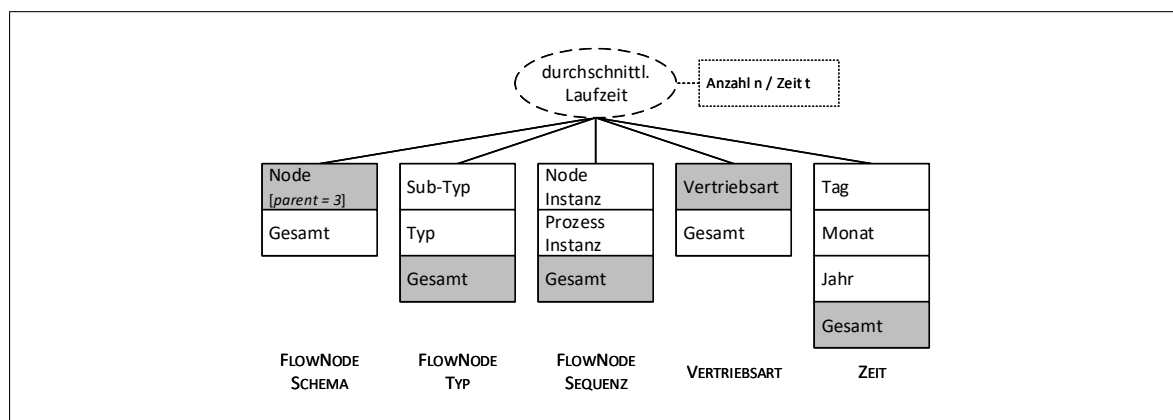 durchschnittl.
Laufzeit
Anzahl n / Zeit t
Node
[parent = 3]
Gesamt
Sub-Typ
Typ
Gesamt
Node
Instanz
Prozess
Instanz
Gesamt
Vertriebsart
Gesamt
Tag
Monat
Jahr
Gesamt
FLOWNODE
SCHEMA
FLOWNODE
TYP
FLOWNODE
SEQUENZ
VERTRIEBSART
ZEIT